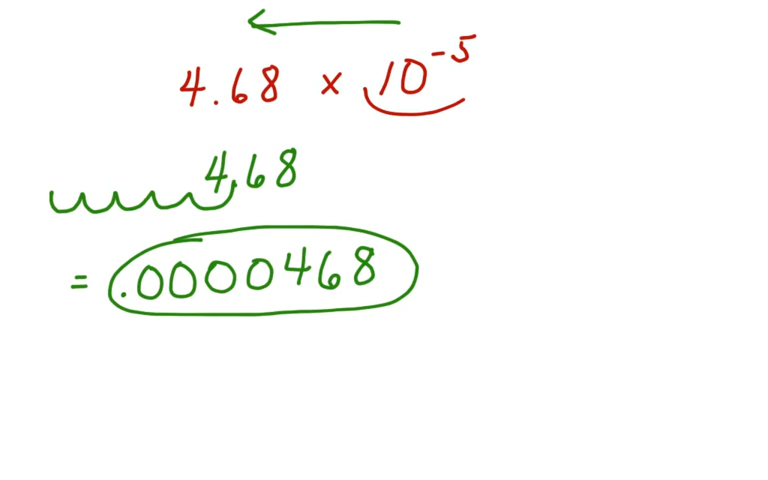 4.68 × 10⁻⁵
4.68
= .0000468